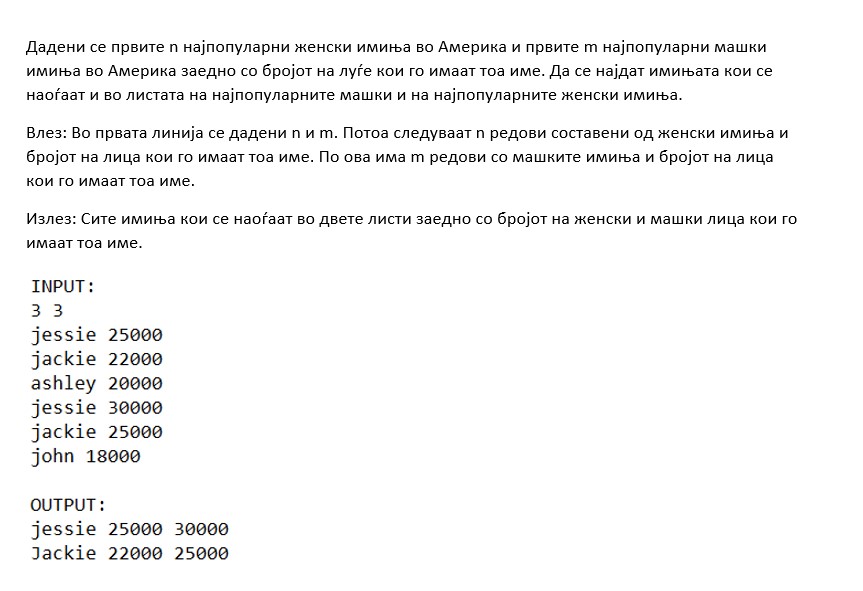 Дадени се првите n најпопуларни женски имиња во Америка и првите m најпопуларни машки
имиња во Америка заедно со бројот на луѓе кои го имаат тоа име. Да се најдат имињата кои се
наоѓаат и во листата на најпопуларните машки и на најпопуларните женски имиња.
Влез: Во првата линија се дадени n и m. Потоа следуваат n редови составени од женски имиња и
бројот на лица кои го имаат тоа име. По ова има m редови со машките имиња и бројот на лица
кои го имаат тоа име.
Излез: Сите имиња кои се наоѓаат во двете листи заедно со бројот на женски и машки лица кои го
имаат тоа име.
INPUT:
3 3
jessie 25000
jackie 22000
ashley 20000
jessie 30000
jackie 25000
john 18000
OUTPUT:
jessie 25000 30000
Jackie 22000 25000